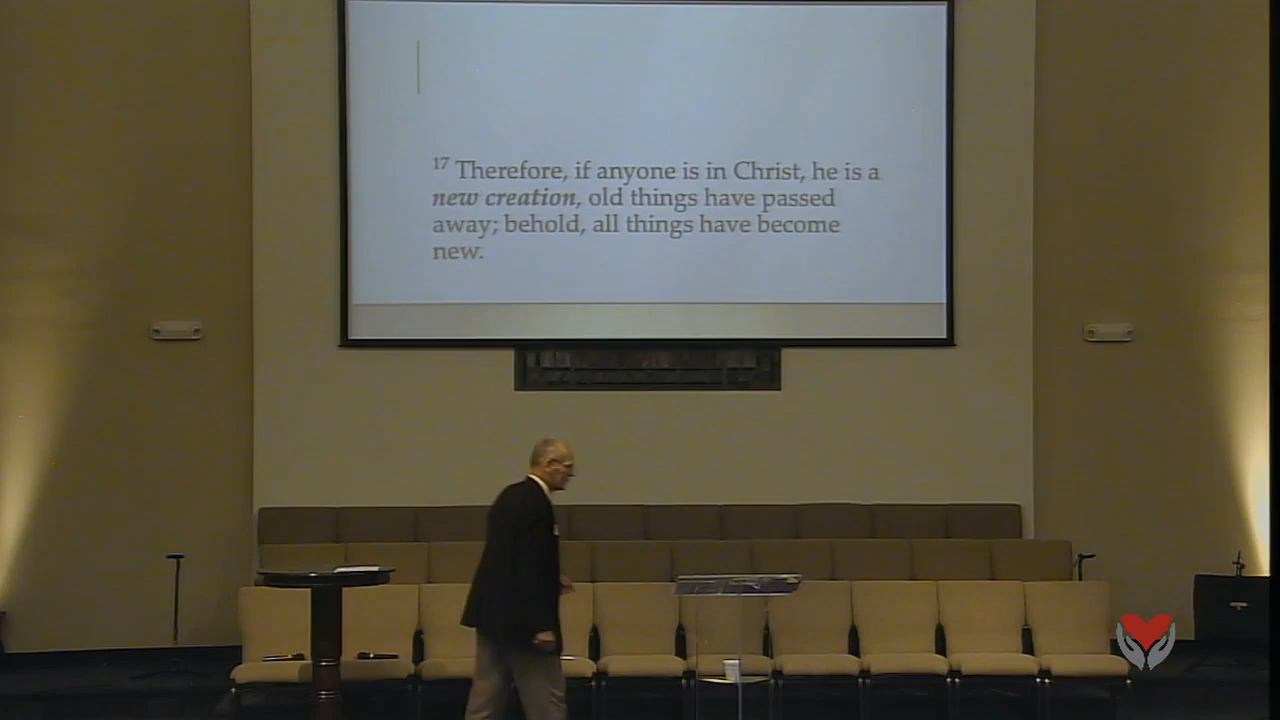 17 Therefore, if anyone is in Christ, he is a
new creation, old things have passed
away; behold, all things have become
new.